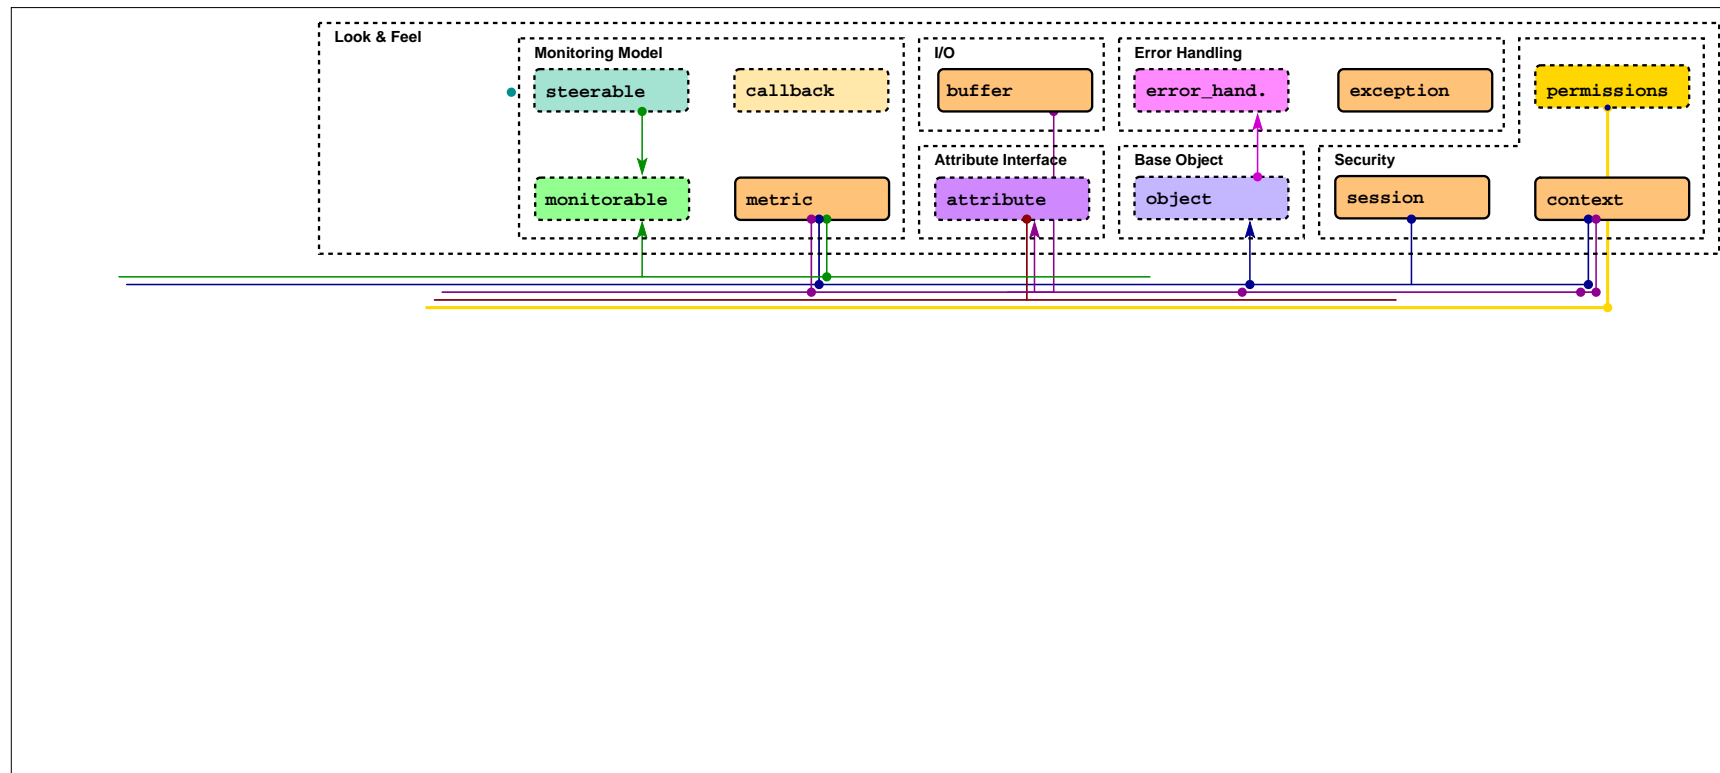 Look & Feel
Monitoring Model
I/O
Error Handling
steerable
callback
buffer
error_hand.
exception
permissions
Attribute Interface
Base Object
Security
monitorable
metric
attribute
object
session
context